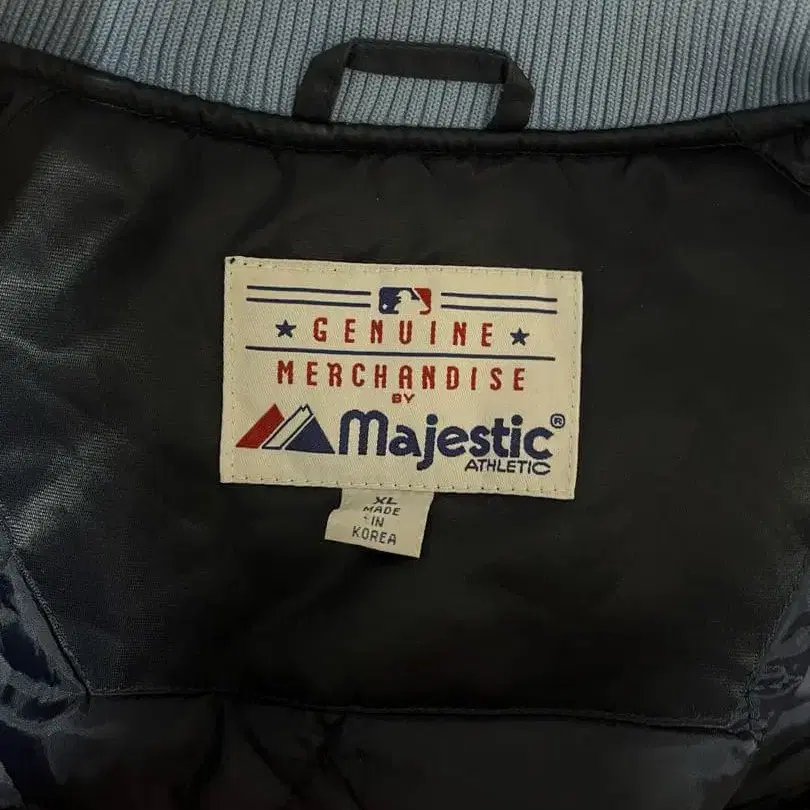 GENUINE
MERCHANDISE
BY
Majestic®
ATHLETIC
XL
MADE
IN
KOREA